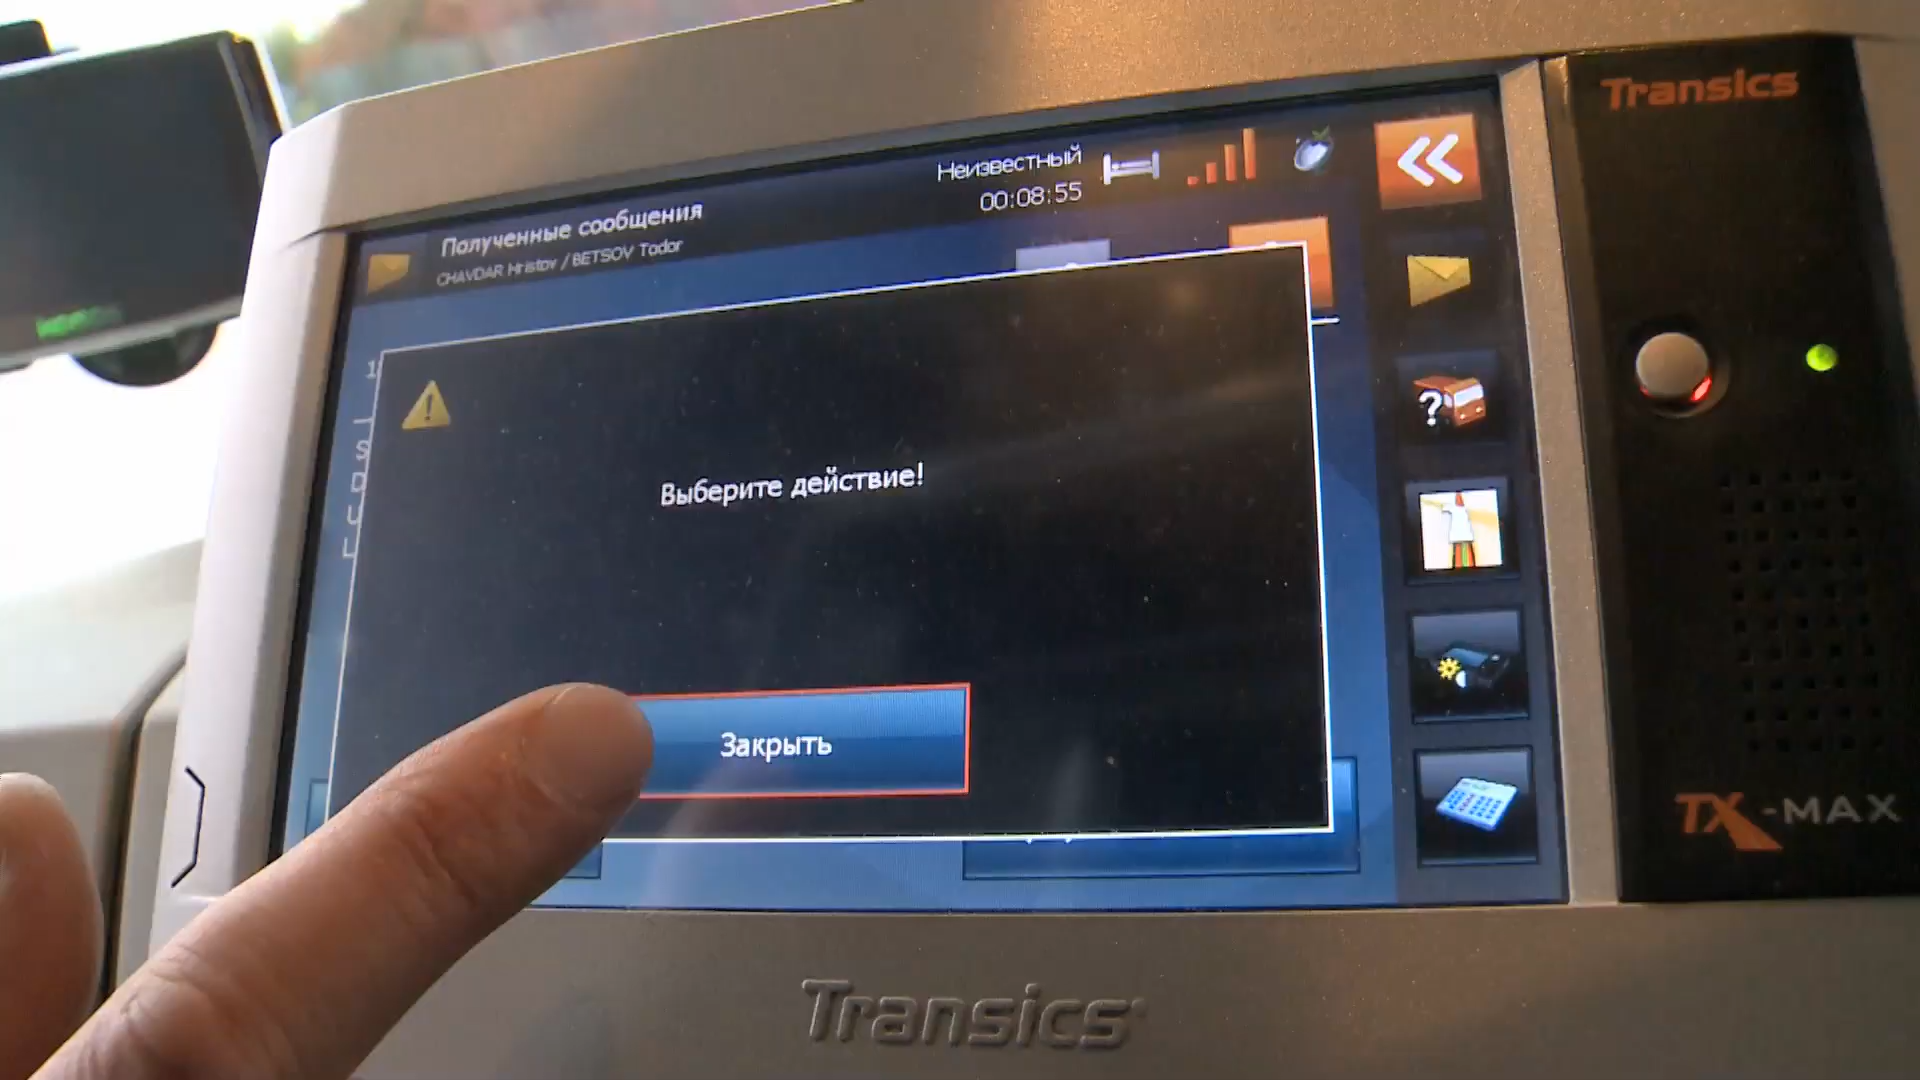 Transics
Неизвестный
00:08:55
Полученные сообщения
CHAVDAR Hristov / BETSOV Todor
Выберите действие!
Закрыть
TX-MAX
Transics